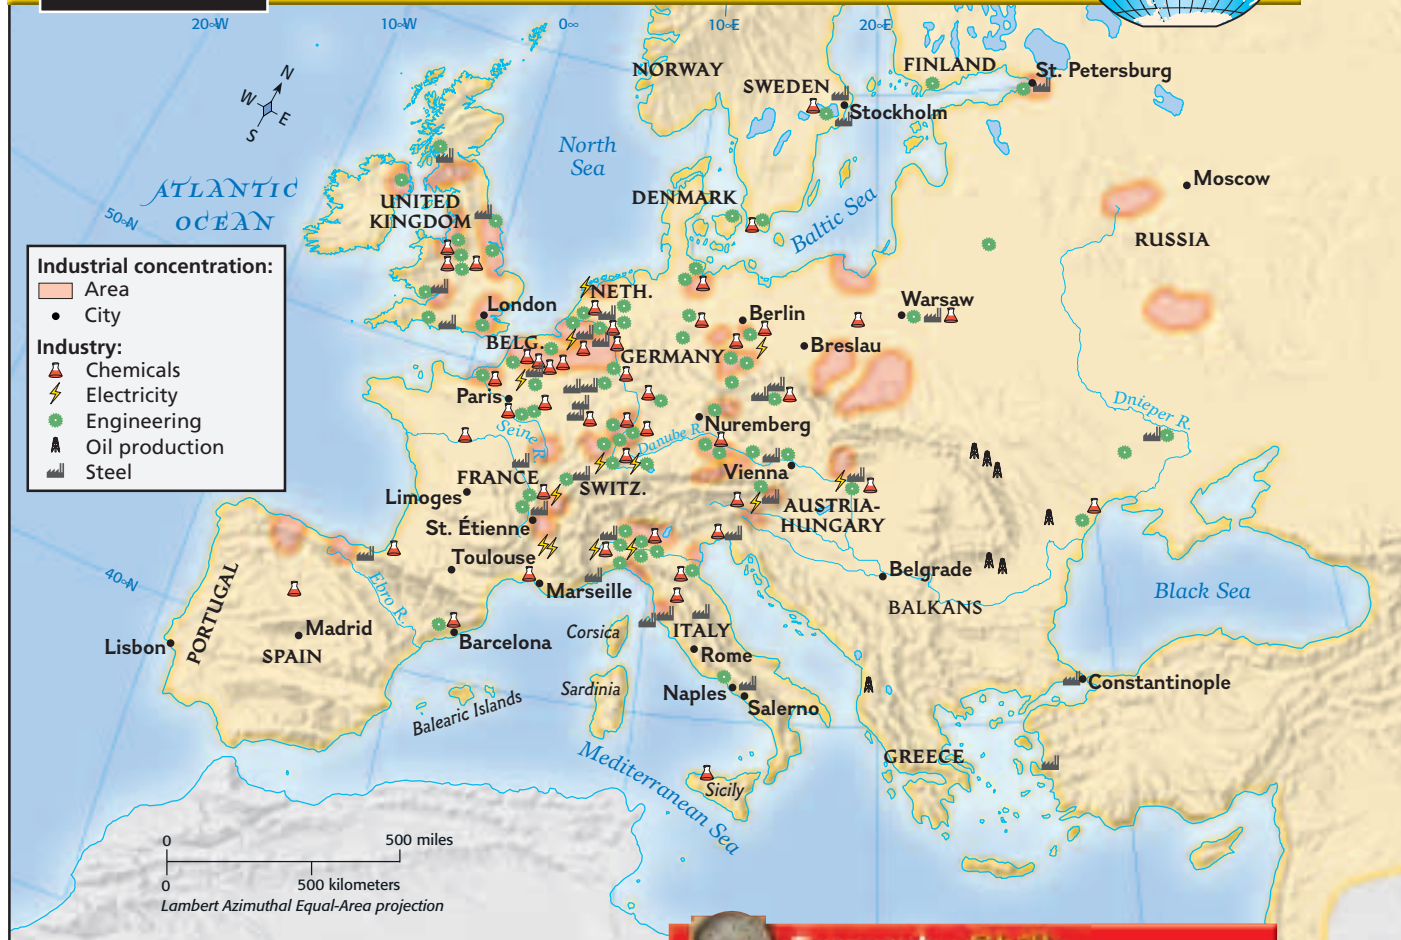 20°W
10°W
0°
10°E
20°E
N
W
E
S
NORWAY
SWEDEN
FINLAND
St. Petersburg
Stockholm
North
Sea
ATLANTIC
OCEAN
50°N
UNITED
KINGDOM
DENMARK
Baltic Sea
Moscow
RUSSIA
Industrial concentration:
Area
City
Industry:
Chemicals
Electricity
Engineering
Oil production
Steel
London
NETH.
BELG.
GERMANY
Berlin
Warsaw
Breslau
Paris
Seine R.
Nuremberg
Danube R.
Dnieper R.
FRANCE
SWITZ.
Vienna
Limoges
AUSTRIA-
HUNGARY
St. Étienne
Toulouse
Marseille
40°N
PORTUGAL
Ebro R.
Belgrade
BALKANS
Black Sea
Lisbon
Madrid
SPAIN
Barcelona
Corsica
ITALY
Rome
Sardinia
Naples
Salerno
Balearic Islands
Constantinople
GREECE
Mediterranean Sea
Sicily
0
500 miles
0
500 kilometers
Lambert Azimuthal Equal-Area projection